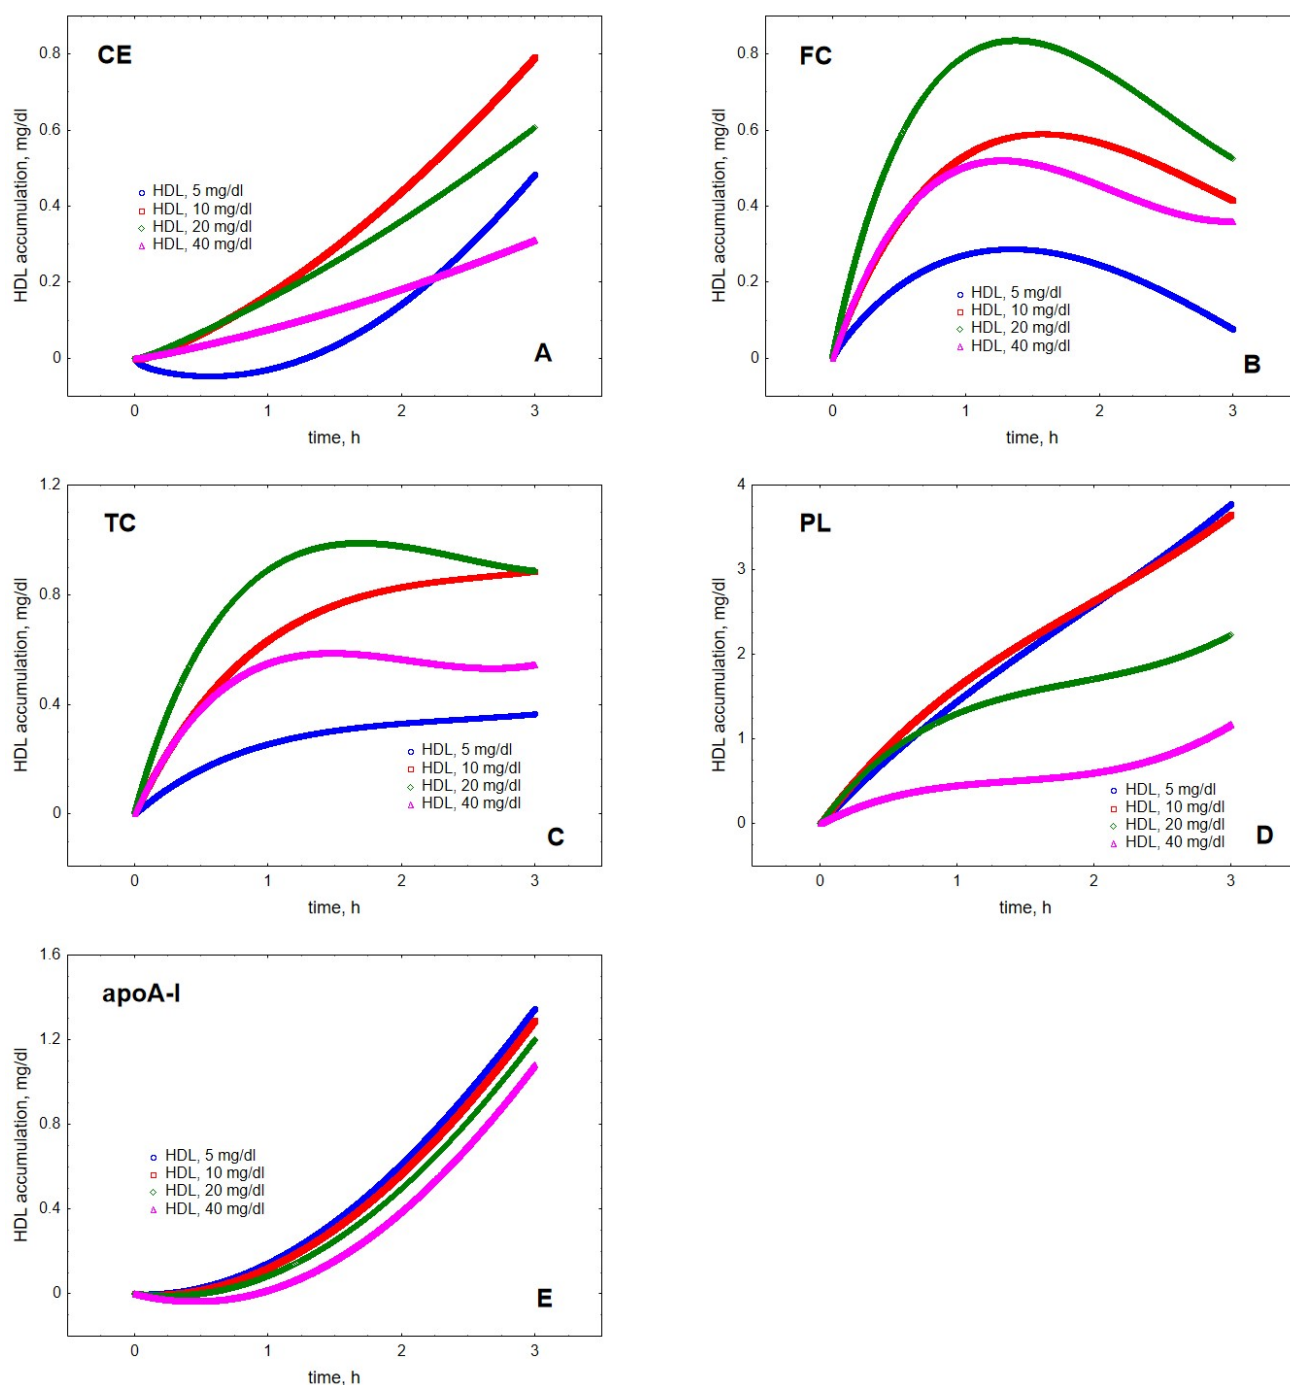 CE
HDL accumulation, mg/dl
0.8
0.6
0.4
0.2
0
HDL, 5 mg/dl
HDL, 10 mg/dl
HDL, 20 mg/dl
HDL, 40 mg/dl
A
0 1 2 3
time, h
FC
HDL accumulation, mg/dl
0.8
0.6
0.4
0.2
0
HDL, 5 mg/dl
HDL, 10 mg/dl
HDL, 20 mg/dl
HDL, 40 mg/dl
B
0 1 2 3
time, h
TC
HDL accumulation, mg/dl
1.2
0.8
0.4
0
HDL, 5 mg/dl
HDL, 10 mg/dl
HDL, 20 mg/dl
HDL, 40 mg/dl
C
0 1 2 3
time, h
PL
HDL accumulation, mg/dl
4
3
2
1
0
HDL, 5 mg/dl
HDL, 10 mg/dl
HDL, 20 mg/dl
HDL, 40 mg/dl
D
0 1 2 3
time, h
apoA-I
HDL accumulation, mg/dl
1.6
1.2
0.8
0.4
0
HDL, 5 mg/dl
HDL, 10 mg/dl
HDL, 20 mg/dl
HDL, 40 mg/dl
E
0 1 2 3
time, h